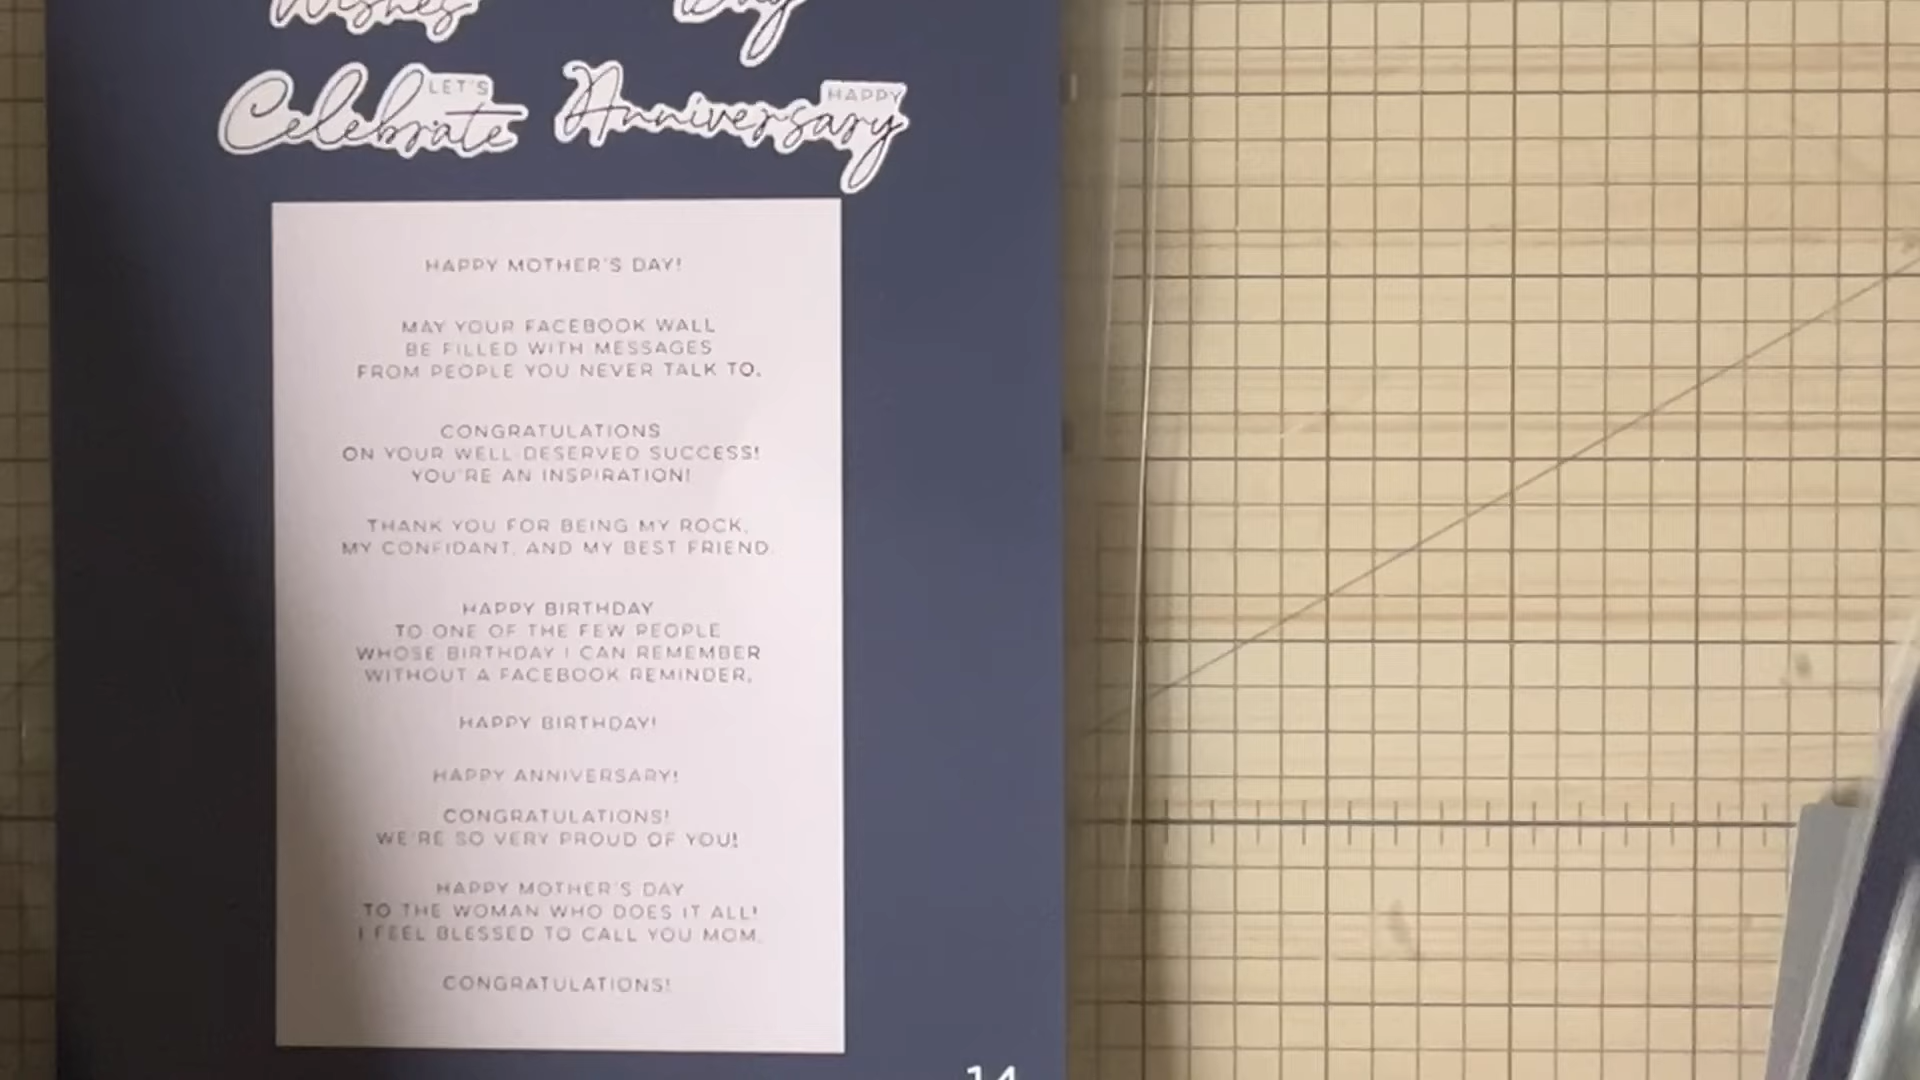 Wishes
Day
LET'S
Celebrate
HAPPY
Anniversary
HAPPY MOTHER'S DAY!
MAY YOUR FACEBOOK WALL
BE FILLED WITH MESSAGES
FROM PEOPLE YOU NEVER TALK TO.
CONGRATULATIONS
ON YOUR WELL-DESERVED SUCCESS!
YOU'RE AN INSPIRATION!
THANK YOU FOR BEING MY ROCK,
MY CONFIDANT, AND MY BEST FRIEND.
HAPPY BIRTHDAY
TO ONE OF THE FEW PEOPLE
WHOSE BIRTHDAY I CAN REMEMBER
WITHOUT A FACEBOOK REMINDER.
HAPPY BIRTHDAY!
HAPPY ANNIVERSARY!
CONGRATULATIONS!
WE'RE SO VERY PROUD OF YOU!
HAPPY MOTHER'S DAY
TO THE WOMAN WHO DOES IT ALL!
I FEEL BLESSED TO CALL YOU MOM.
CONGRATULATIONS!
14